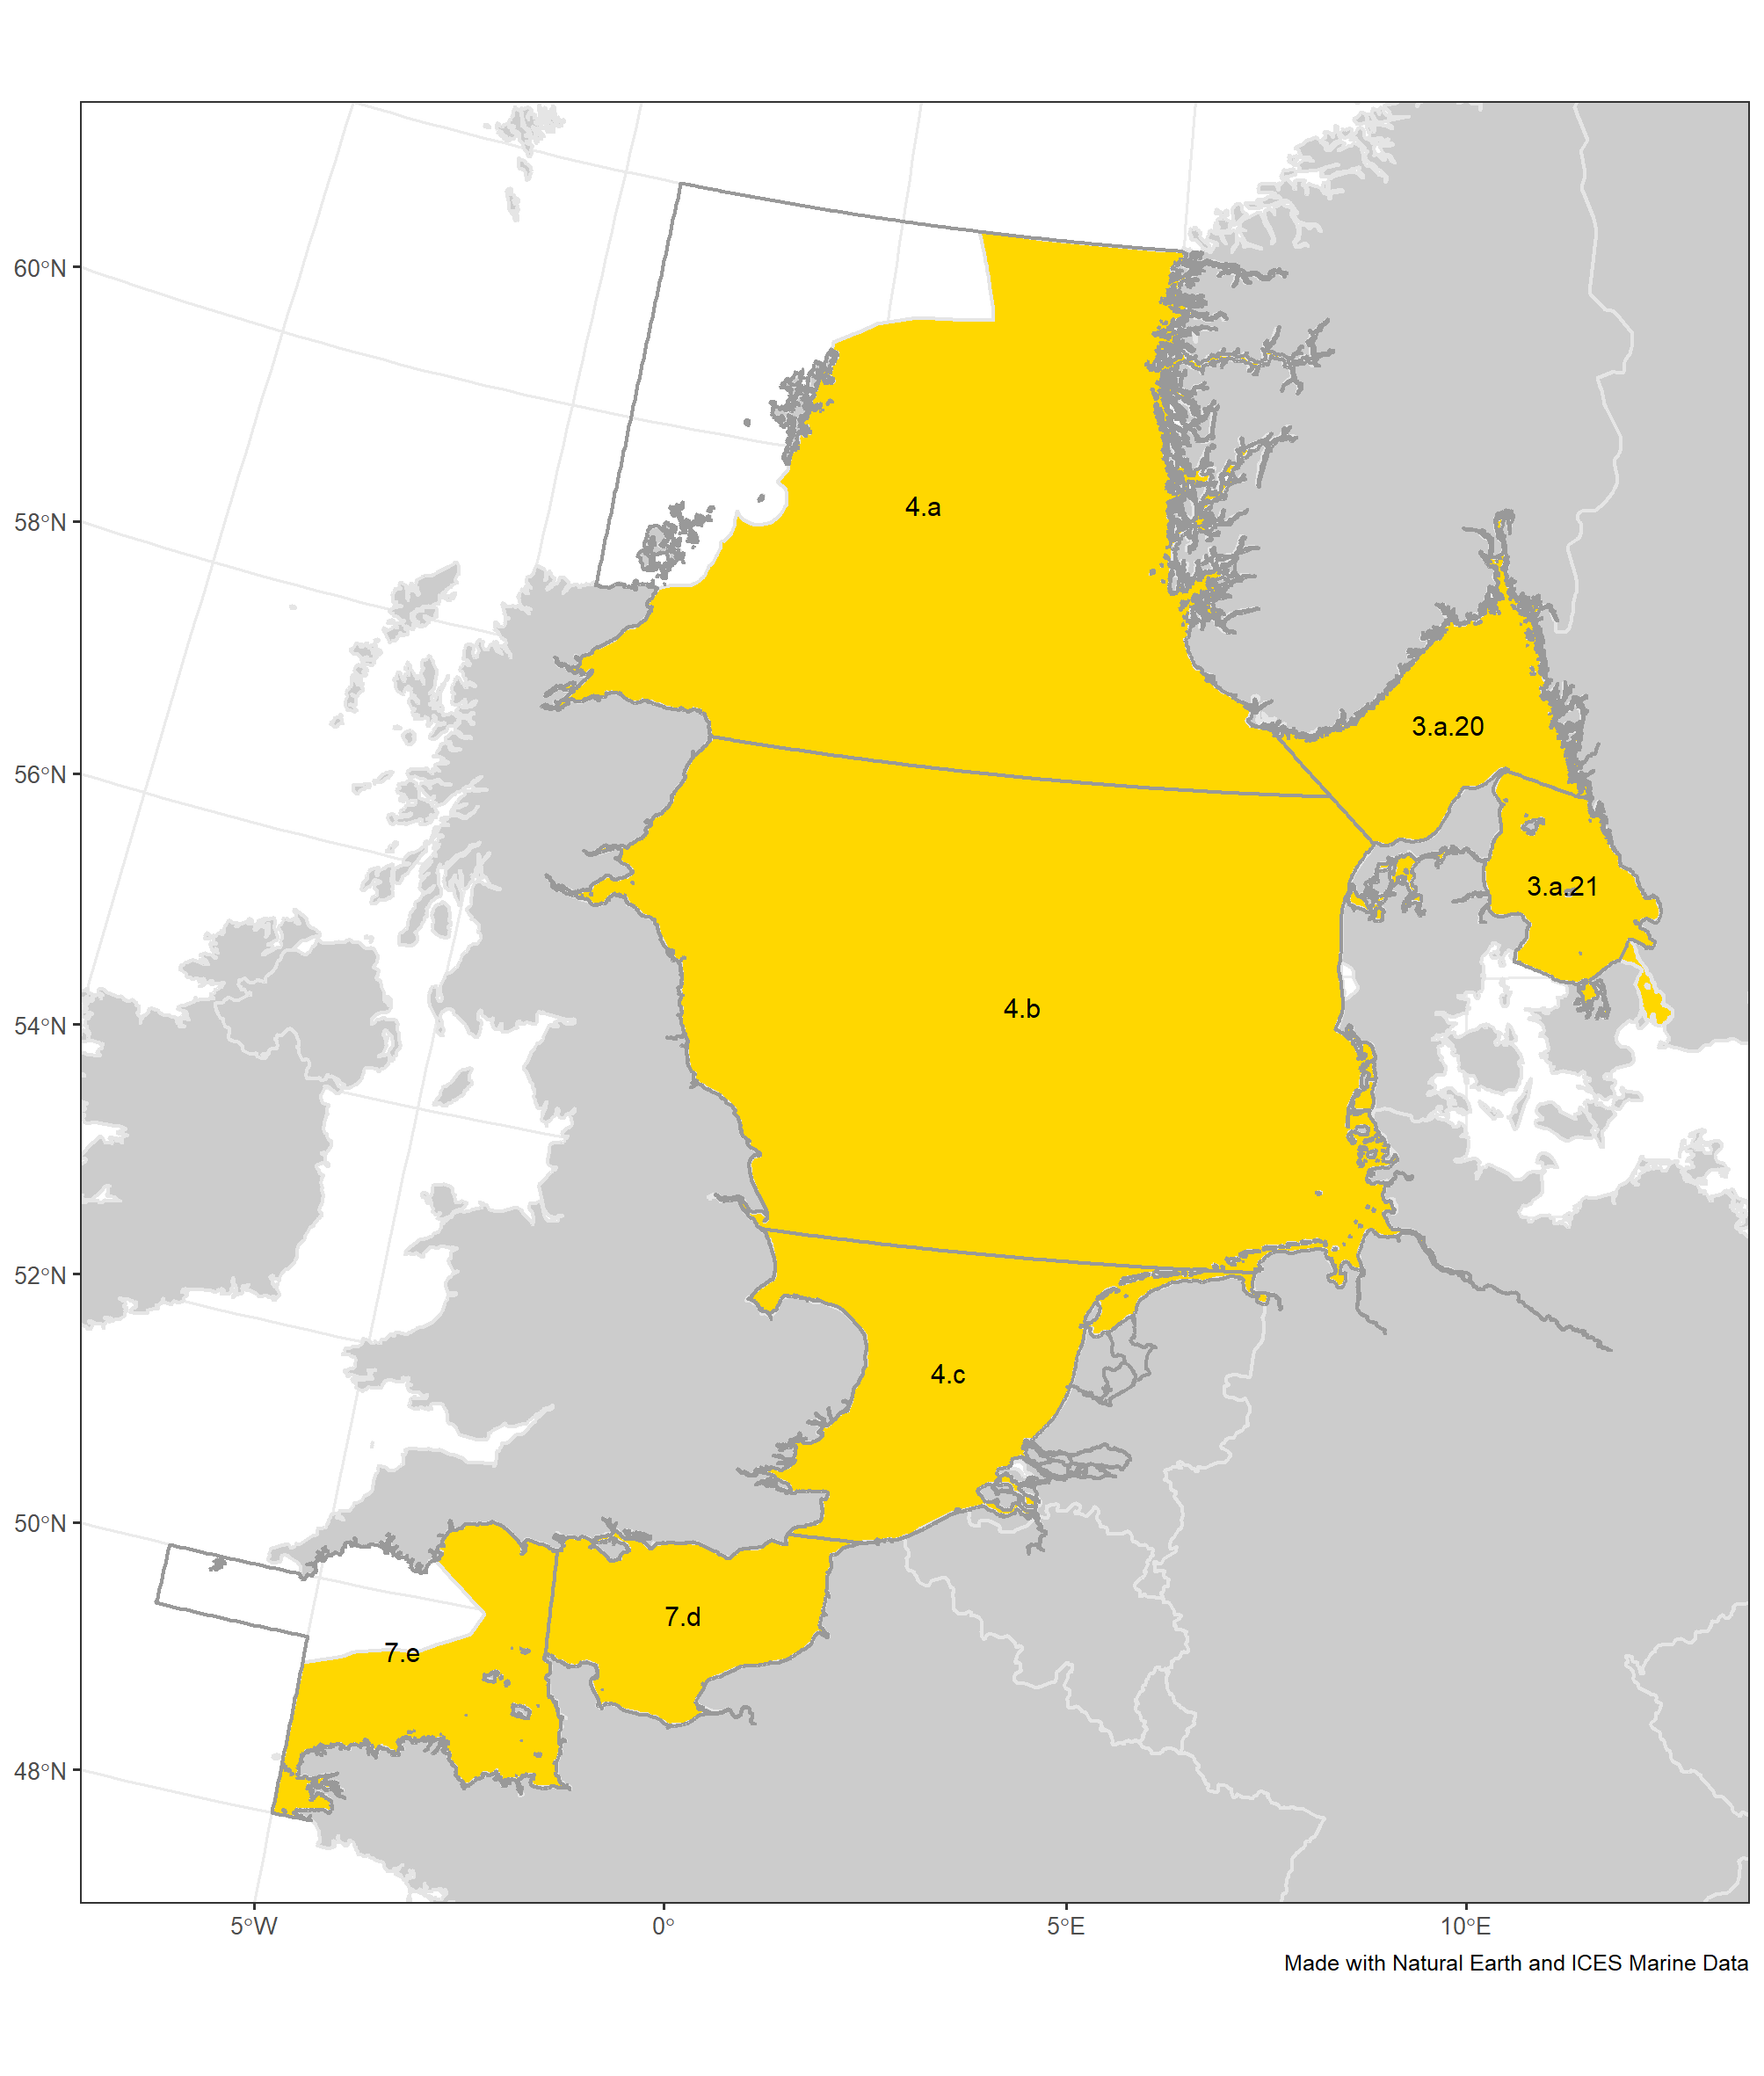 60°N
58°N
56°N
54°N
52°N
50°N
48°N
4.a
3.a.20
3.a.21
4.b
4.c
7.d
7.e
5°W 0° 5°E 10°E
Made with Natural Earth and ICES Marine Data